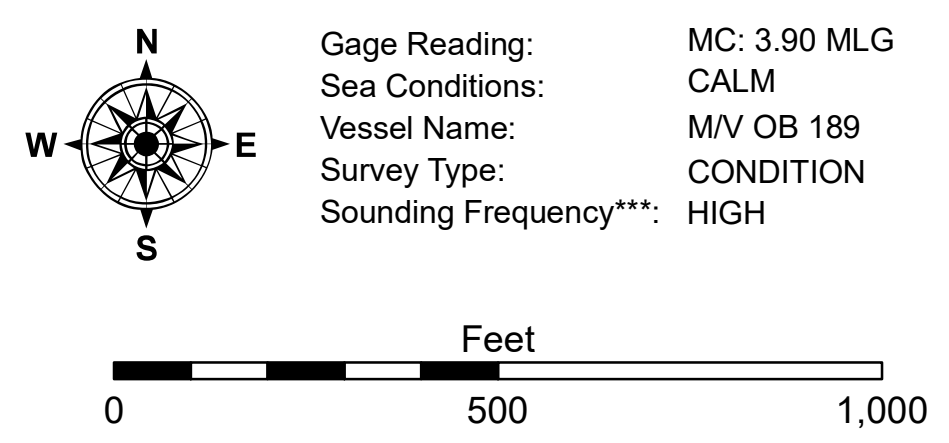 N
W E
S
Gage Reading: MC: 3.90 MLG
Sea Conditions: CALM
Vessel Name: M/V OB 189
Survey Type: CONDITION
Sounding Frequency***: HIGH
Feet
0 500 1,000